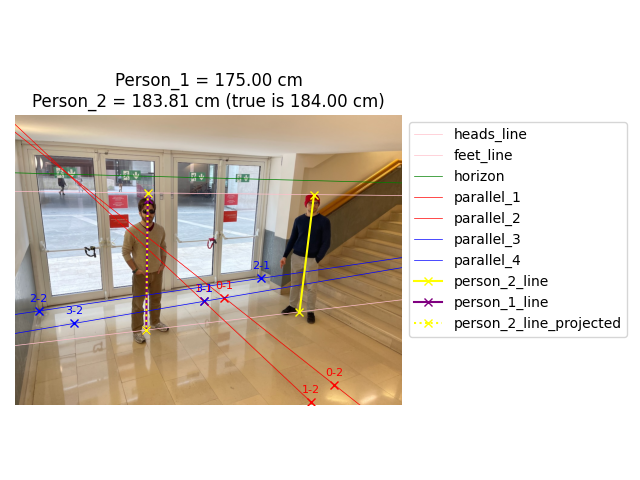 Person_1 = 175.00 cm
Person_2 = 183.81 cm (true is 184.00 cm)
heads_line
feet_line
horizon
parallel_1
parallel_2
parallel_3
parallel_4
person_2_line
person_1_line
person_2_line_projected
2-1
2-2
3-1
0-1
3-2
0-2
1-2